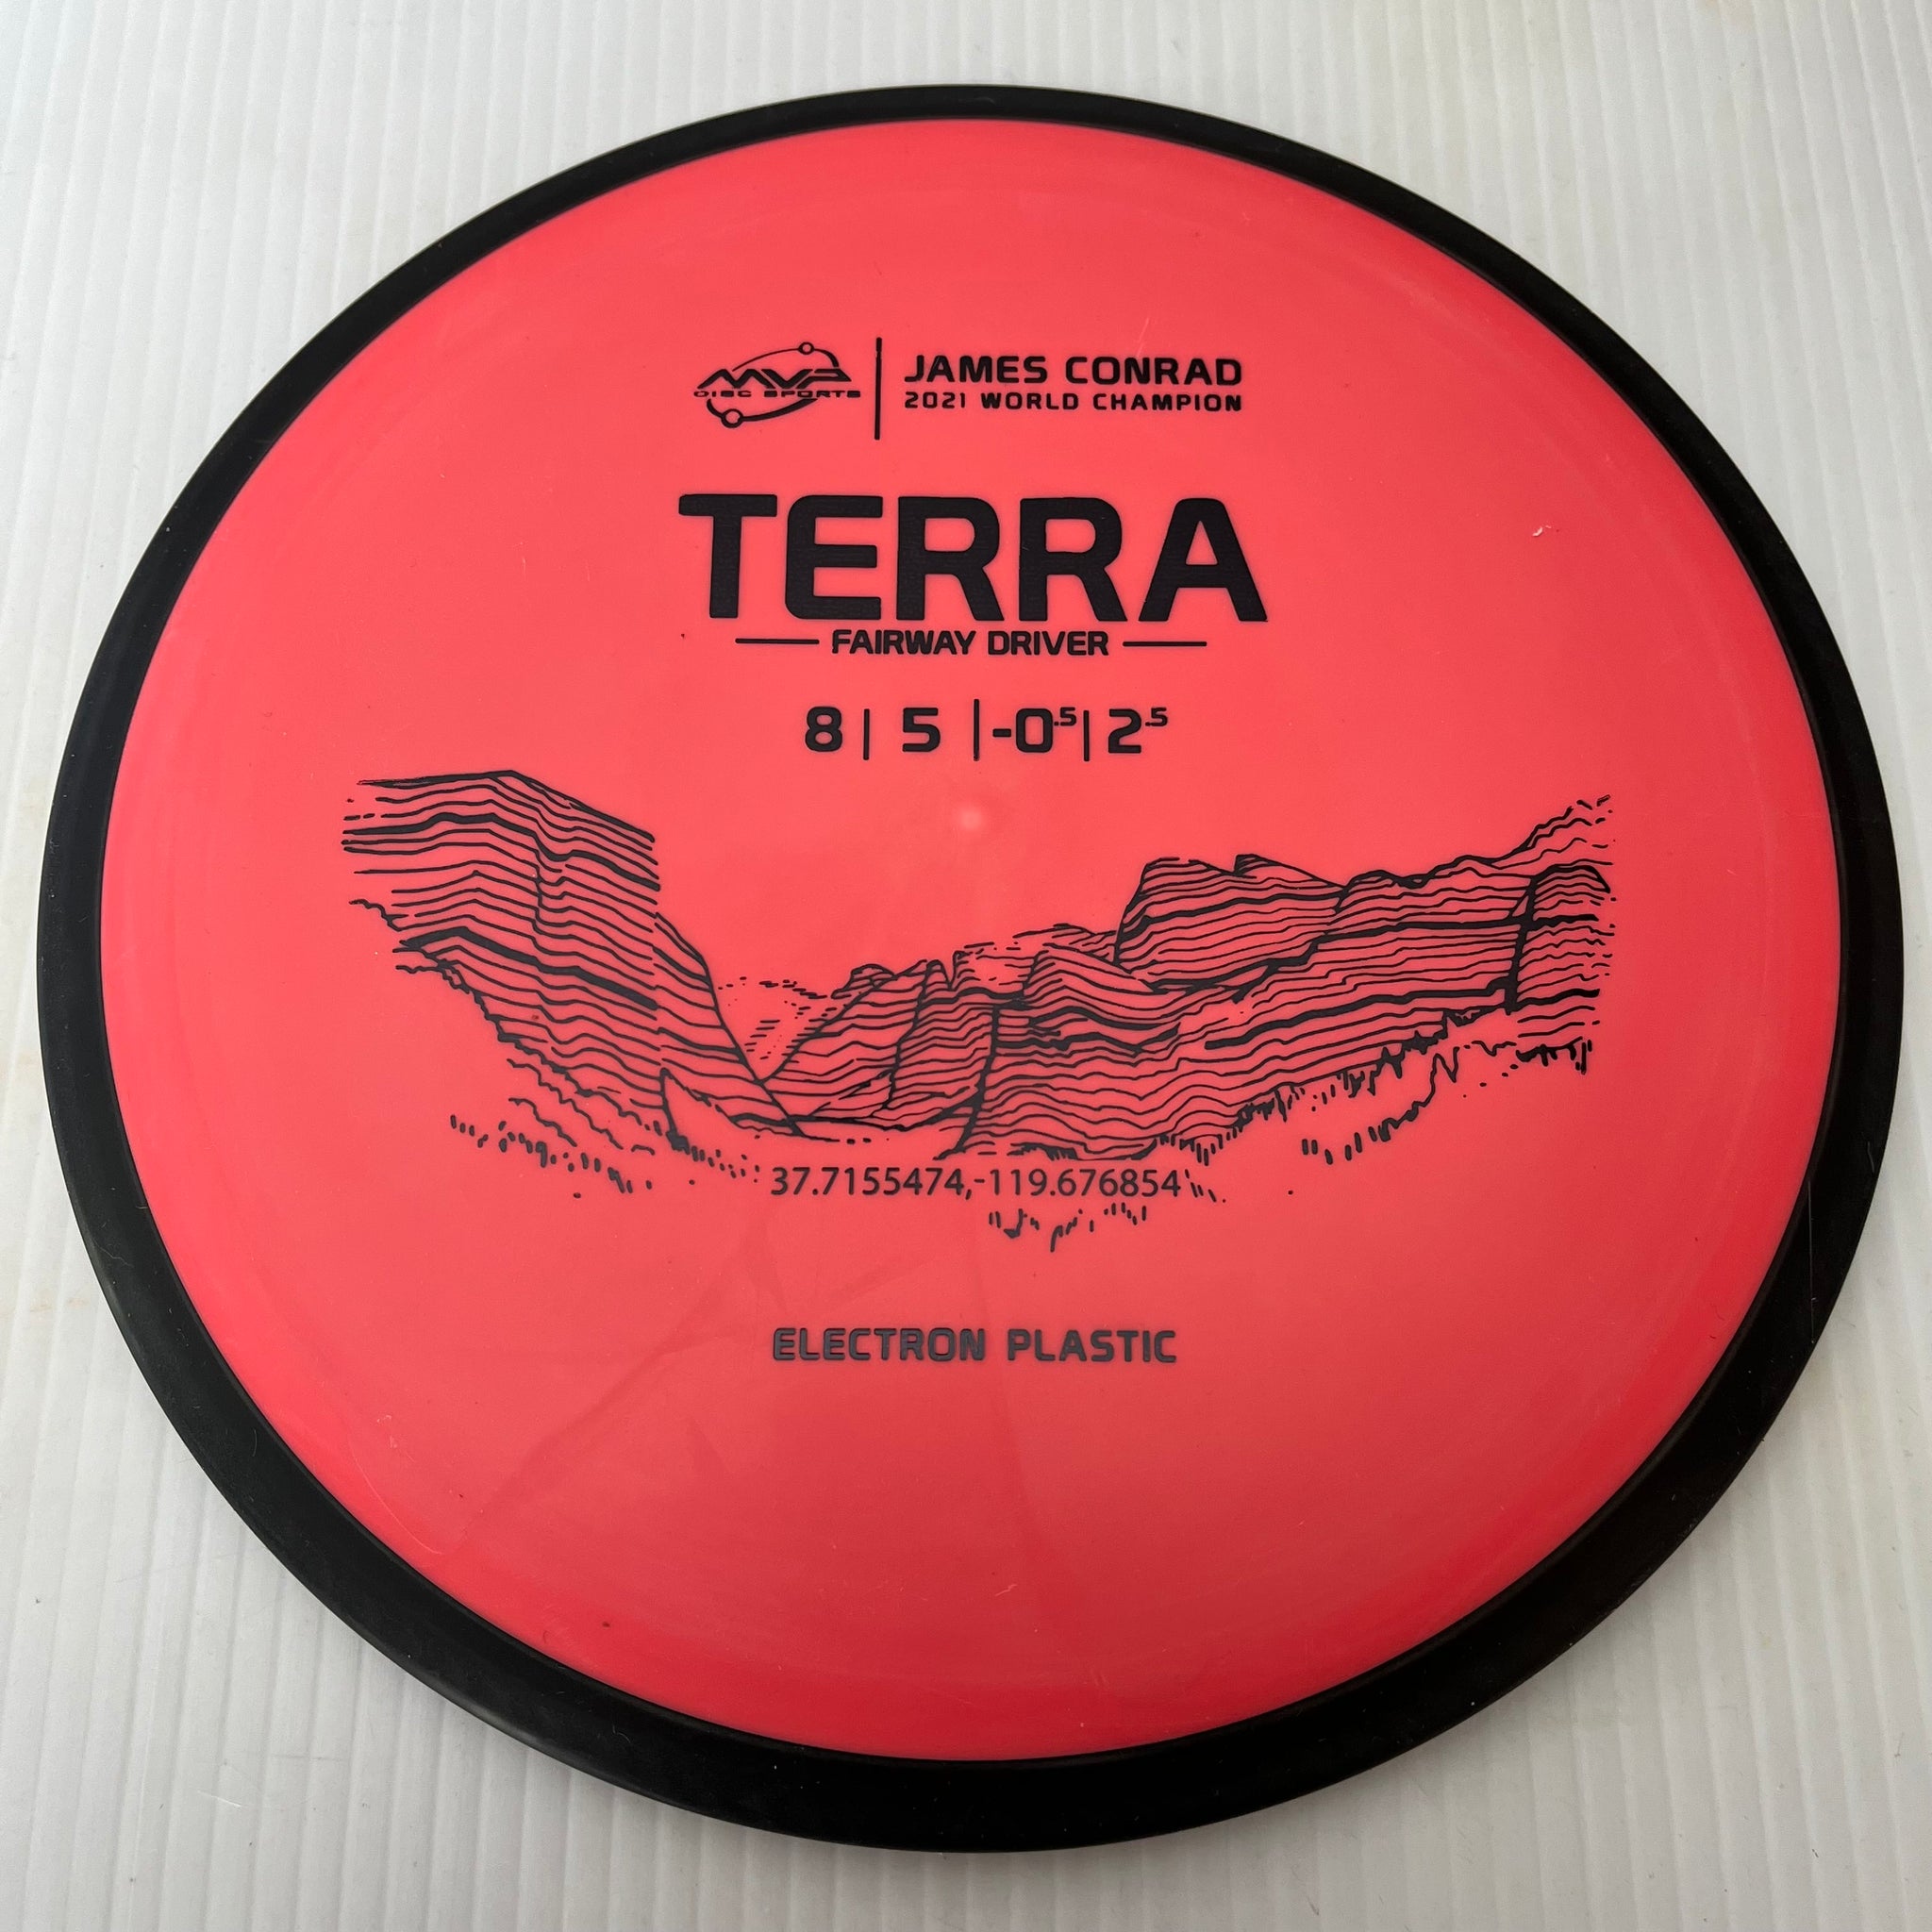 MVP
DISC SPORTS
JAMES CONRAD
2021 WORLD CHAMPION
TERRA
FAIRWAY DRIVER
8 | 5 | -0.5 | 2.5
37.7155474,-119.676854
ELECTRON PLASTIC